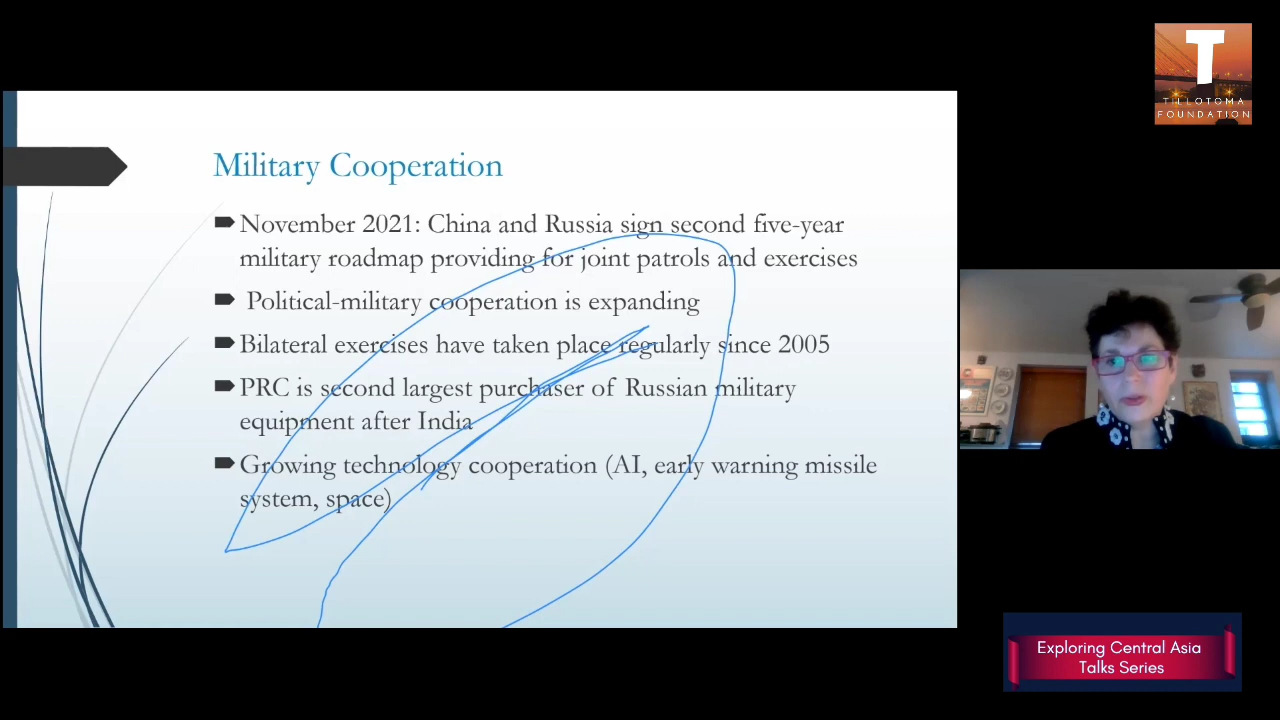 Military Cooperation
November 2021: China and Russia sign second five-year
military roadmap providing for joint patrols and exercises
Political-military cooperation is expanding
Bilateral exercises have taken place regularly since 2005
PRC is second largest purchaser of Russian military
equipment after India
Growing technology cooperation (AI, early warning missile
system, space)
T
TILLOTOMA
FOUNDATION
Exploring Central Asia
Talks Series